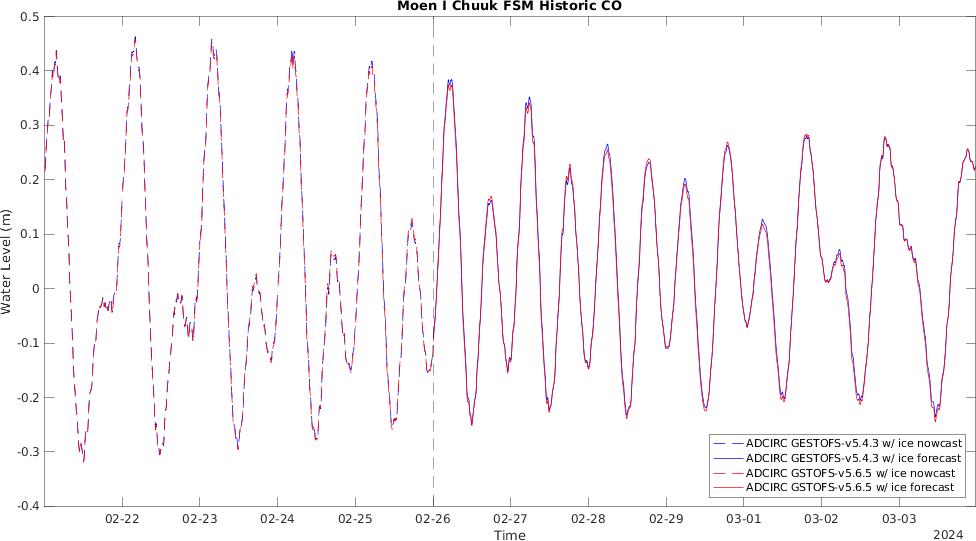 Moen I Chuuk FSM Historic CO
0.5
0.4
0.3
0.2
0.1
0
-0.1
-0.2
-0.3
-0.4
Water Level (m)
ADCIRC GESTOFS-v5.4.3 w/ ice nowcast
ADCIRC GESTOFS-v5.4.3 w/ ice forecast
ADCIRC GSTOFS-v5.6.5 w/ ice nowcast
ADCIRC GSTOFS-v5.6.5 w/ ice forecast
02-22 02-23 02-24 02-25 02-26 02-27 02-28 02-29 03-01 03-02 03-03
Time
2024